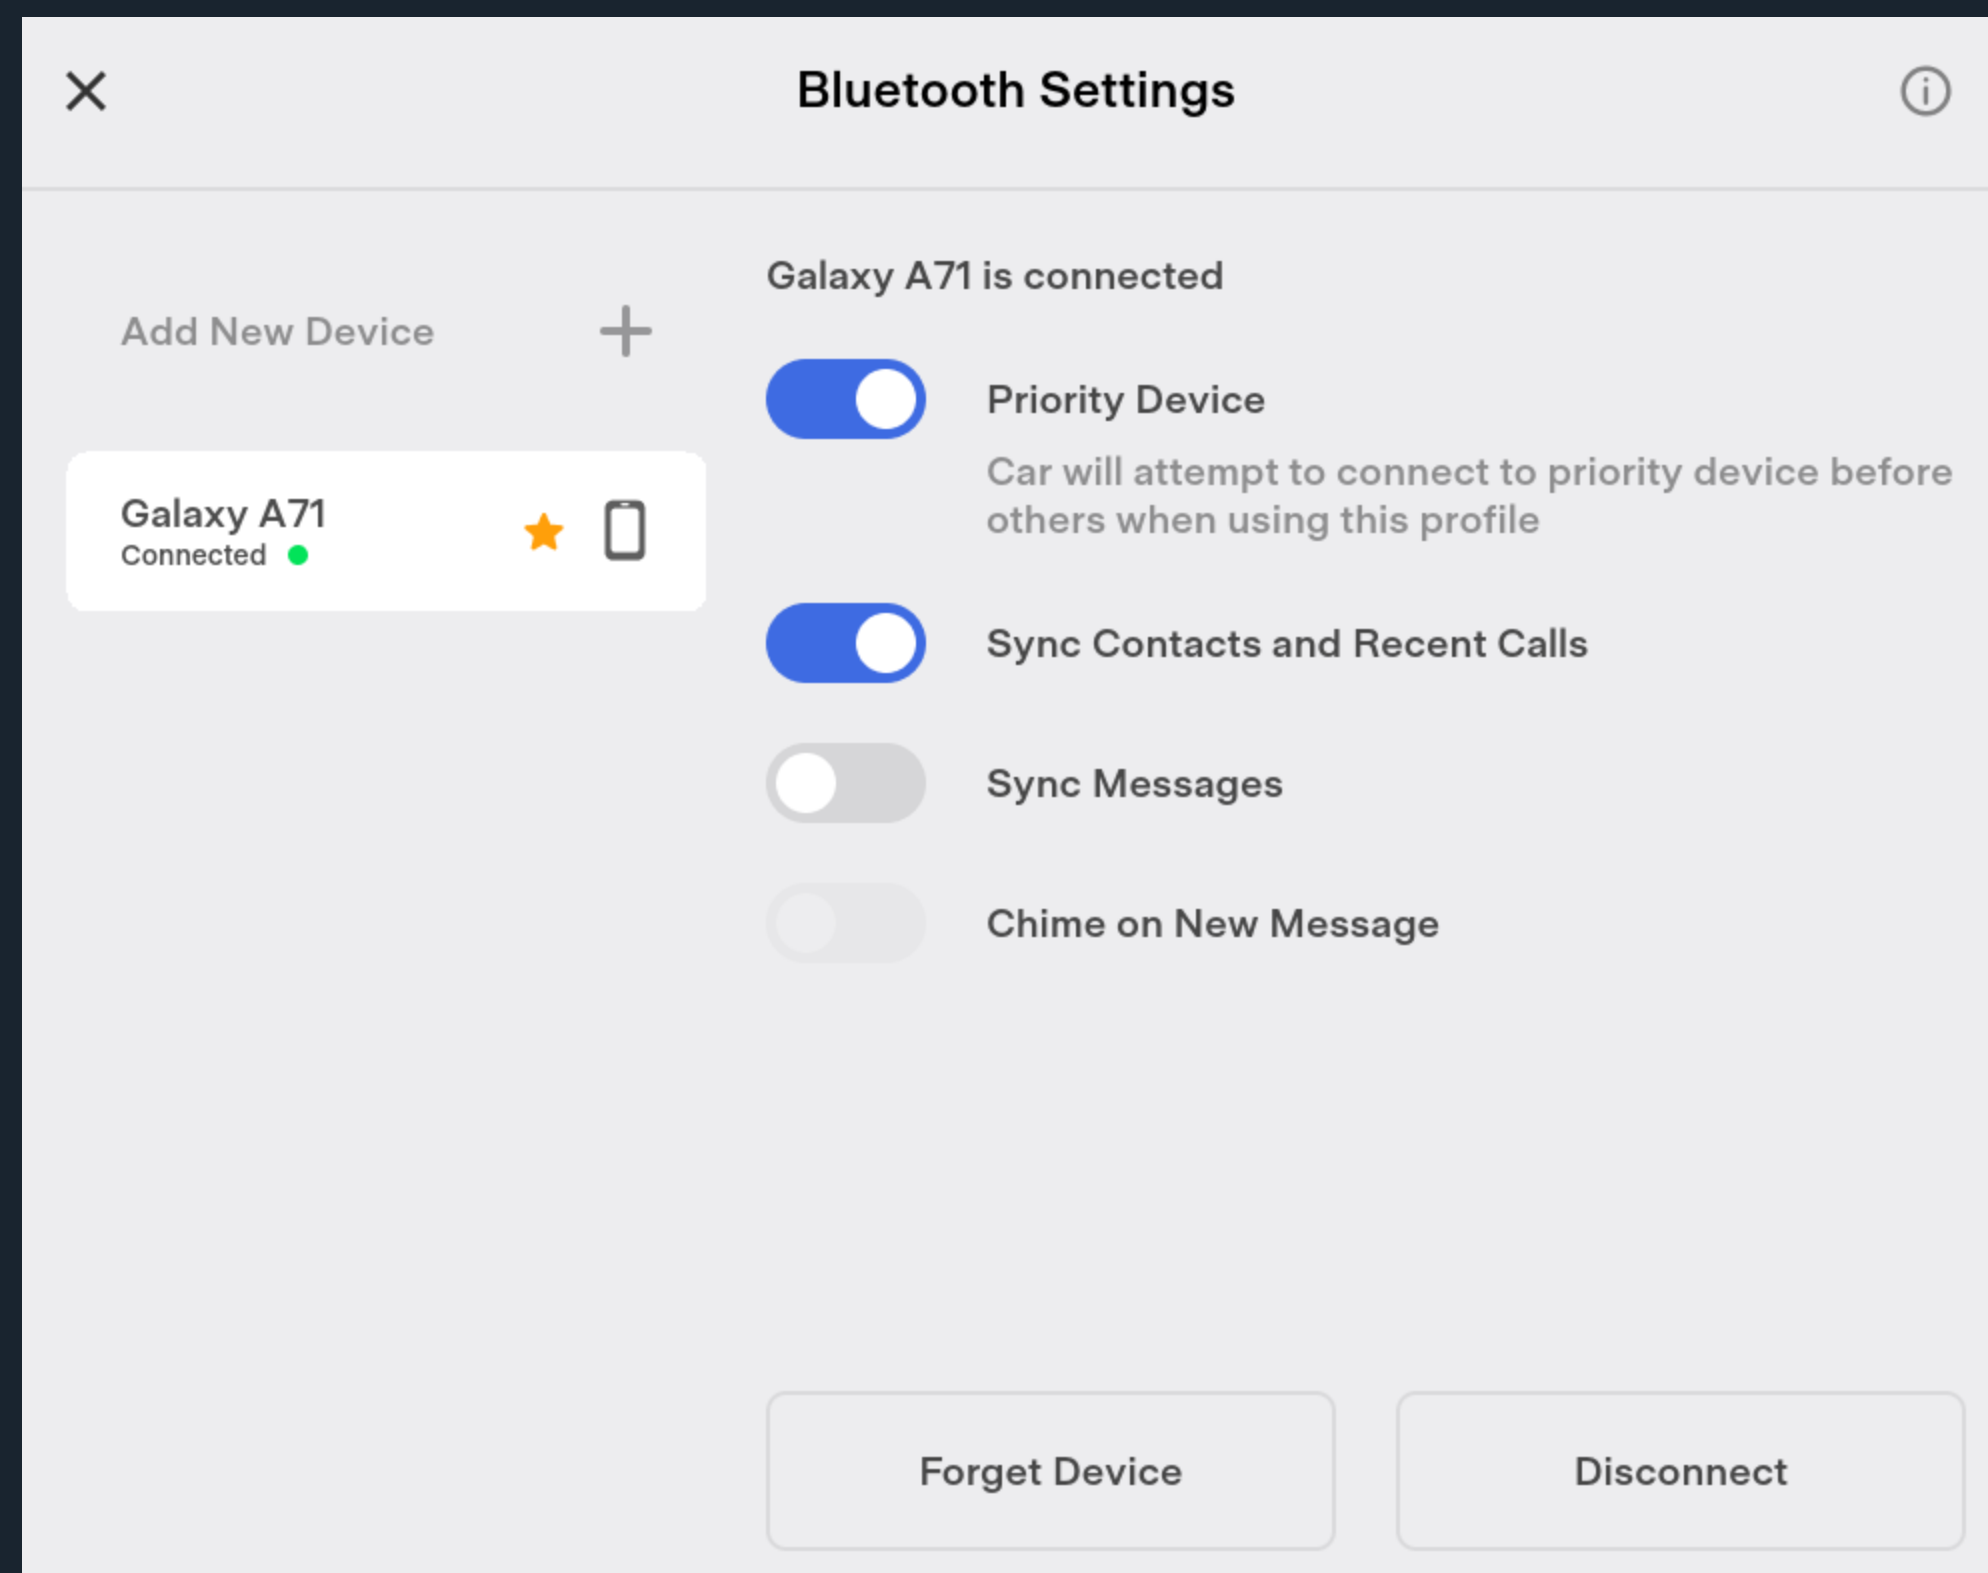 Bluetooth Settings
Add New Device
Galaxy A71
Connected
Galaxy A71 is connected
Priority Device
Car will attempt to connect to priority device before
others when using this profile
Sync Contacts and Recent Calls
Sync Messages
Chime on New Message
Forget Device
Disconnect